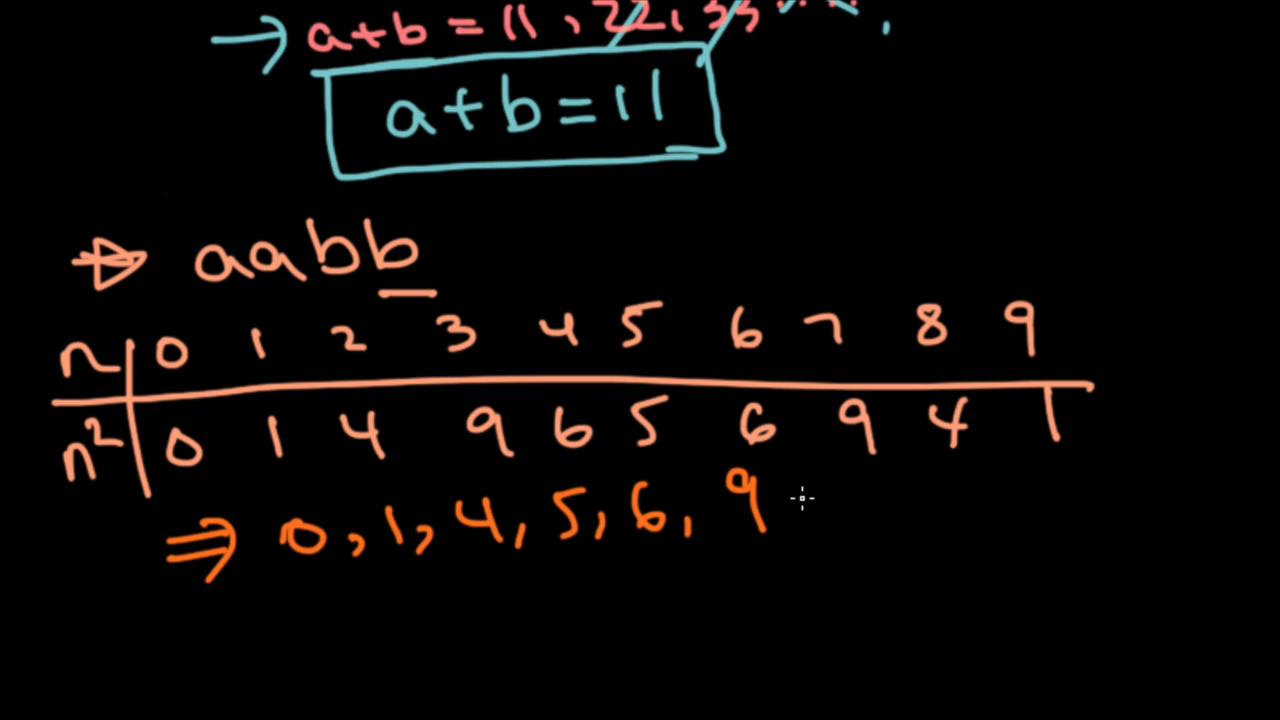 → a+b = 11, 22, 33
a+b=11
aabb
n | 0 1 2 3 4 5 6 7 8 9
n² | 0 1 4 9 6 5 6 9 4 1
⇒ 0, 1, 4, 5, 6, 9